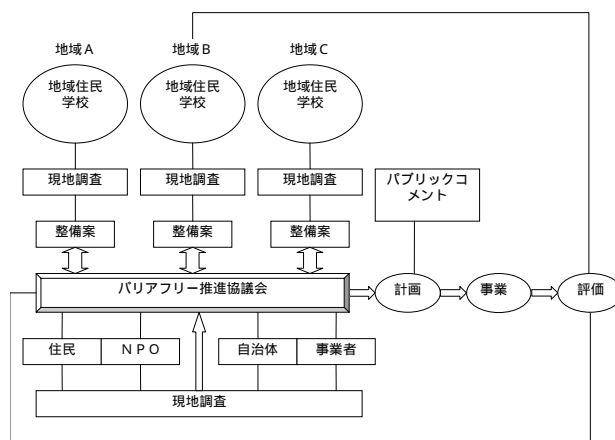 地域A
地域B
地域C
地域住民
学校
地域住民
学校
地域住民
学校
現地調査
現地調査
現地調査
パブリックコ
メント
整備案
整備案
整備案
バリアフリー推進協議会
計画
事業
評価
住民
NPO
自治体
事業者
現地調査